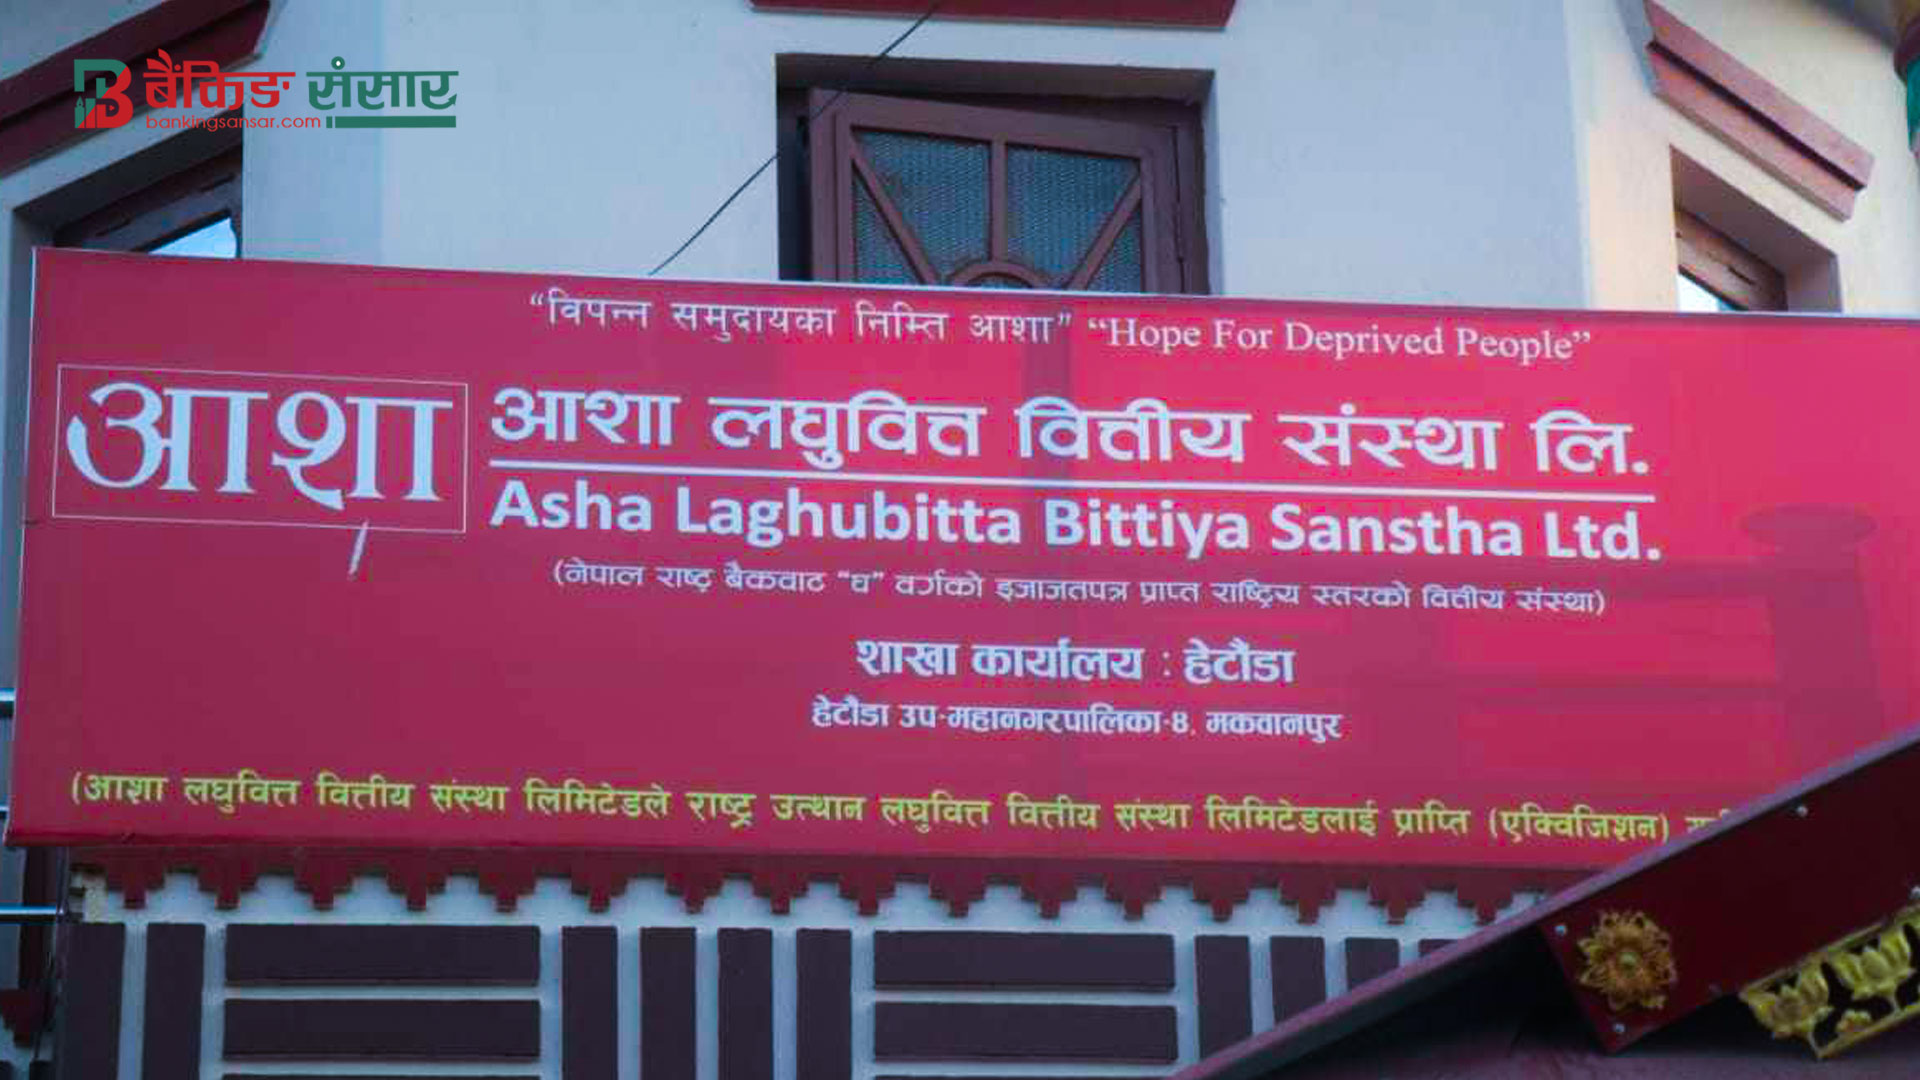 बैंकिङ संसार
bankingsansar.com
“विपन्न समुदायका निम्ति आशा” “Hope For Deprived People”
आशा
आशा लघुवित्त वित्तीय संस्था लि.
Asha Laghubitta Bittiya Sanstha Ltd.
(नेपाल राष्ट्र बैंकवाट “घ” वर्गको इजाजतपत्र प्राप्त राष्ट्रिय स्तरको वित्तीय संस्था)
शाखा कार्यालय : हेटौंडा
हेटौंडा उप-महानगरपालिका-४, मकवानपुर
(आशा लघुवित्त वित्तीय संस्था लिमिटेडले राष्ट्र उत्थान लघुवित्त वित्तीय संस्था लिमिटेडलाई प्राप्ति (एक्विजिशन)